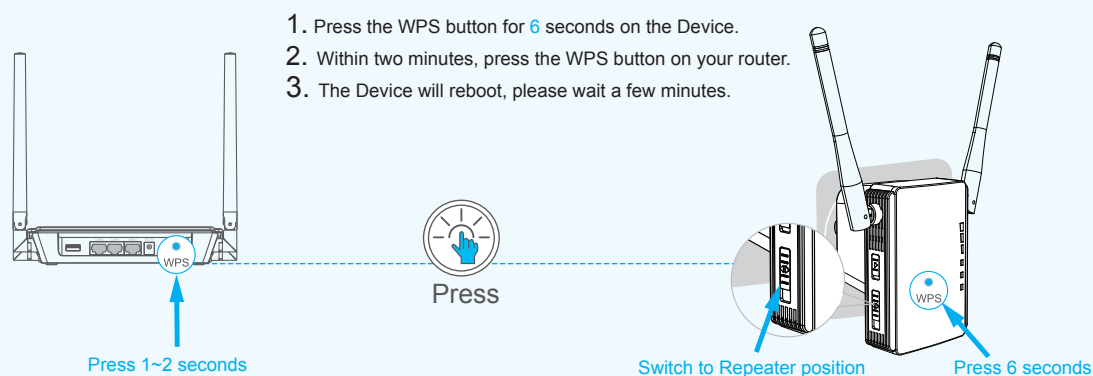 1. Press the WPS button for 6 seconds on the Device.
2. Within two minutes, press the WPS button on your router.
3. The Device will reboot, please wait a few minutes.
WPS
Press
WPS
Press 1~2 seconds
Switch to Repeater position
Press 6 seconds